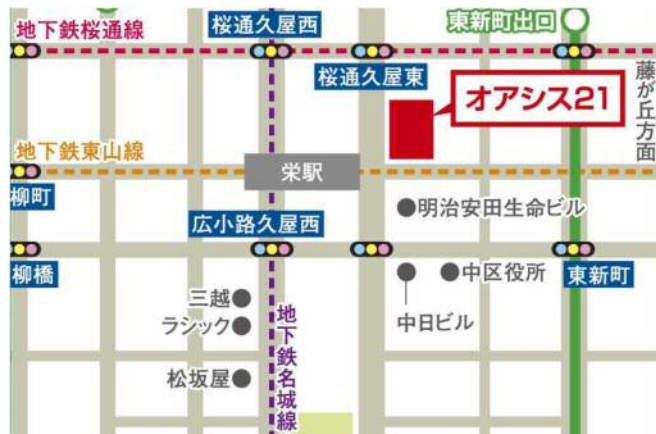 桜通久屋西
東新町出口
地下鉄桜通線
桜通久屋東
オアシス21
藤が丘方面
地下鉄東山線
栄駅
柳町
明治安田生命ビル
広小路久屋西
柳橋
中区役所
東新町
三越
中日ビル
ラシック
地下鉄名城線
松坂屋